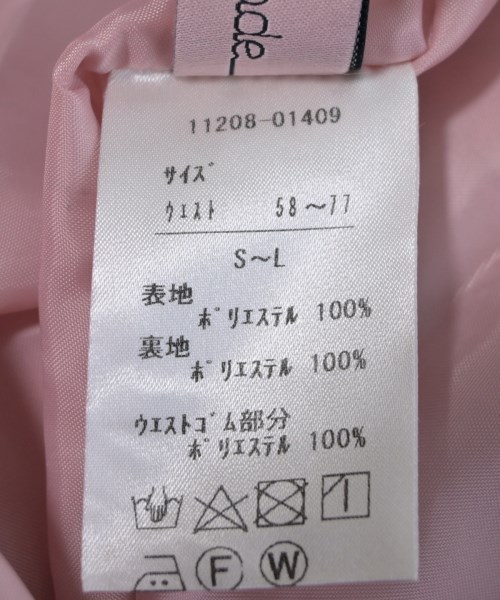 11208-01409
サイズ
ウエスト 58~77
S~L
表地
ポリエステル 100%
裏地
ポリエステル 100%
ウエストゴム部分
ポリエステル 100%
F W